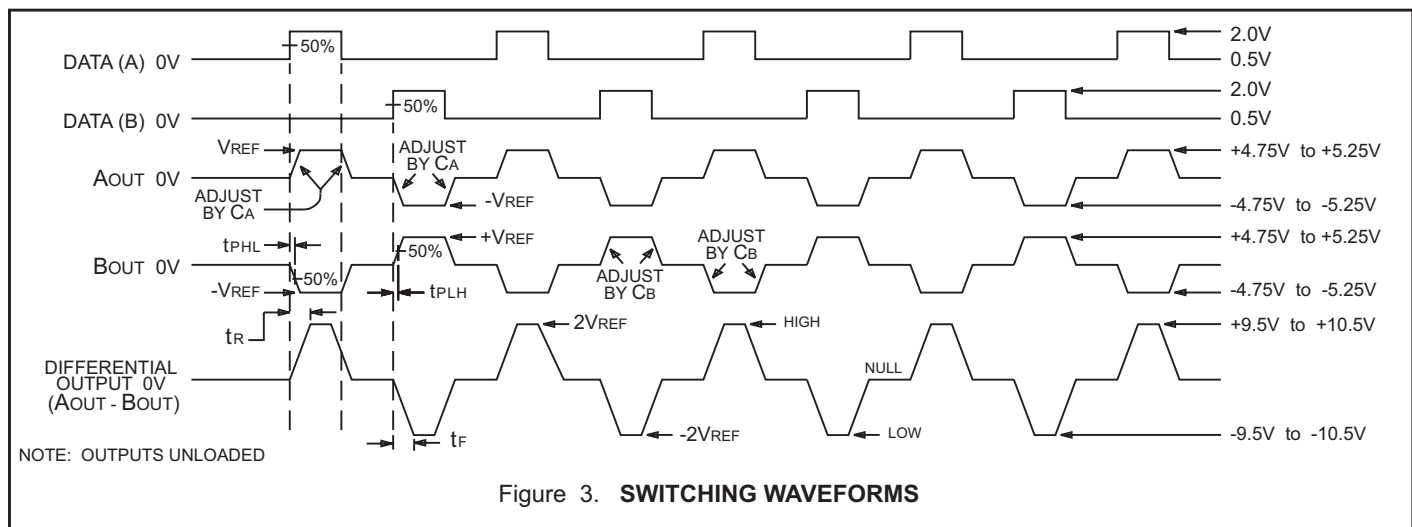 50%
DATA (A) 0V
2.0V
0.5V
50%
DATA (B) 0V
2.0V
0.5V
VREF
AOUT 0V
ADJUST
BY CA
ADJUST
BY CA
-VREF
+4.75V to +5.25V
-4.75V to -5.25V
tPHL
BOUT 0V
-VREF
50%
+VREF
50%
tPLH
ADJUST
BY CB
ADJUST
BY CB
+4.75V to +5.25V
-4.75V to -5.25V
tR
DIFFERENTIAL
OUTPUT 0V
(AOUT - BOUT)
2VREF
HIGH
NULL
tF
-2VREF
LOW
+9.5V to +10.5V
-9.5V to -10.5V
NOTE: OUTPUTS UNLOADED
Figure 3. SWITCHING WAVEFORMS